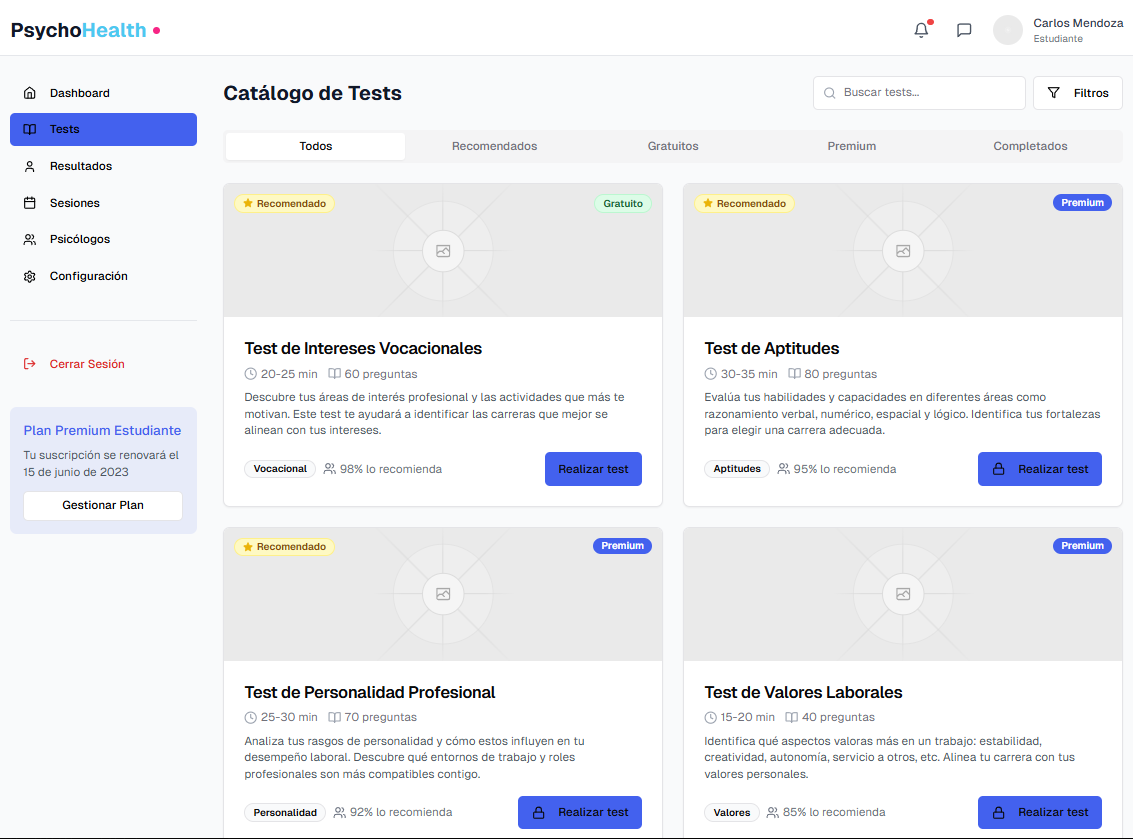 PsychoHealth
Carlos Mendoza
Estudiante
Dashboard
Tests
Resultados
Sesiones
Psicólogos
Configuración
Cerrar Sesión
Plan Premium Estudiante
Tu suscripción se renovará el
15 de junio de 2023
Gestionar Plan
Catálogo de Tests
Buscar tests...
Filtros
Todos
Recomendados
Gratuitos
Premium
Completados
Recomendado
Gratuito
Test de Intereses Vocacionales
20-25 min 60 preguntas
Descubre tus áreas de interés profesional y las actividades que más te
motivan. Este test te ayudará a identificar las carreras que mejor se
alinean con tus intereses.
Vocacional 98% lo recomienda
Realizar test
Recomendado
Premium
Test de Aptitudes
30-35 min 80 preguntas
Evalúa tus habilidades y capacidades en diferentes áreas como
razonamiento verbal, numérico, espacial y lógico. Identifica tus fortalezas
para elegir una carrera adecuada.
Aptitudes 95% lo recomienda
Realizar test
Recomendado
Premium
Test de Personalidad Profesional
25-30 min 70 preguntas
Analiza tus rasgos de personalidad y cómo estos influyen en tu
desempeño laboral. Descubre qué entornos de trabajo y roles
profesionales son más compatibles contigo.
Personalidad 92% lo recomienda
Realizar test
Premium
Test de Valores Laborales
15-20 min 40 preguntas
Identifica qué aspectos valoras más en un trabajo: estabilidad,
creatividad, autonomía, servicio a otros, etc. Alinea tu carrera con tus
valores personales.
Valores 85% lo recomienda
Realizar test